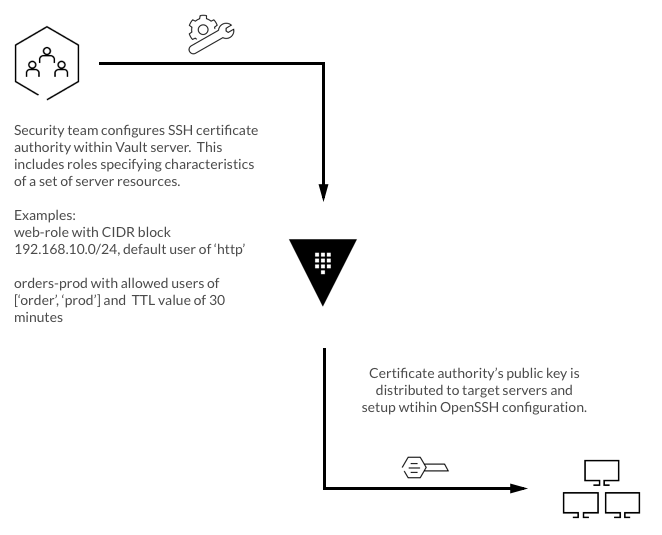 Security team configures SSH certificate
authority within Vault server.  This
includes roles specifying characteristics
of a set of server resources.
Examples:
web-role with CIDR block
192.168.10.0/24, default user of ‘http’
orders-prod with allowed users of
[‘order’, ‘prod’] and  TTL value of 30
minutes
Certificate authority’s public key is
distributed to target servers and
setup wtihin OpenSSH configuration.